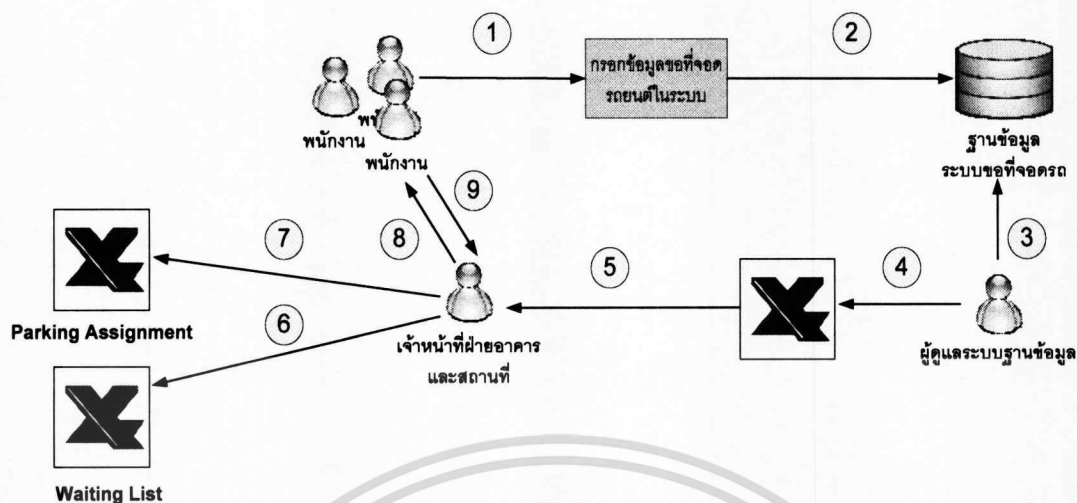 1
2
กรอกข้อมูลขอที่จอด
รถยนต์ในระบบ
พนักงาน
พนักงาน
ฐานข้อมูล
ระบบขอที่จอดรถ
9
8
7
5
4
3
6
Parking Assignment
เจ้าหน้าที่ฝ่ายอาคาร
และสถานที่
ผู้ดูแลระบบฐานข้อมูล
Waiting List